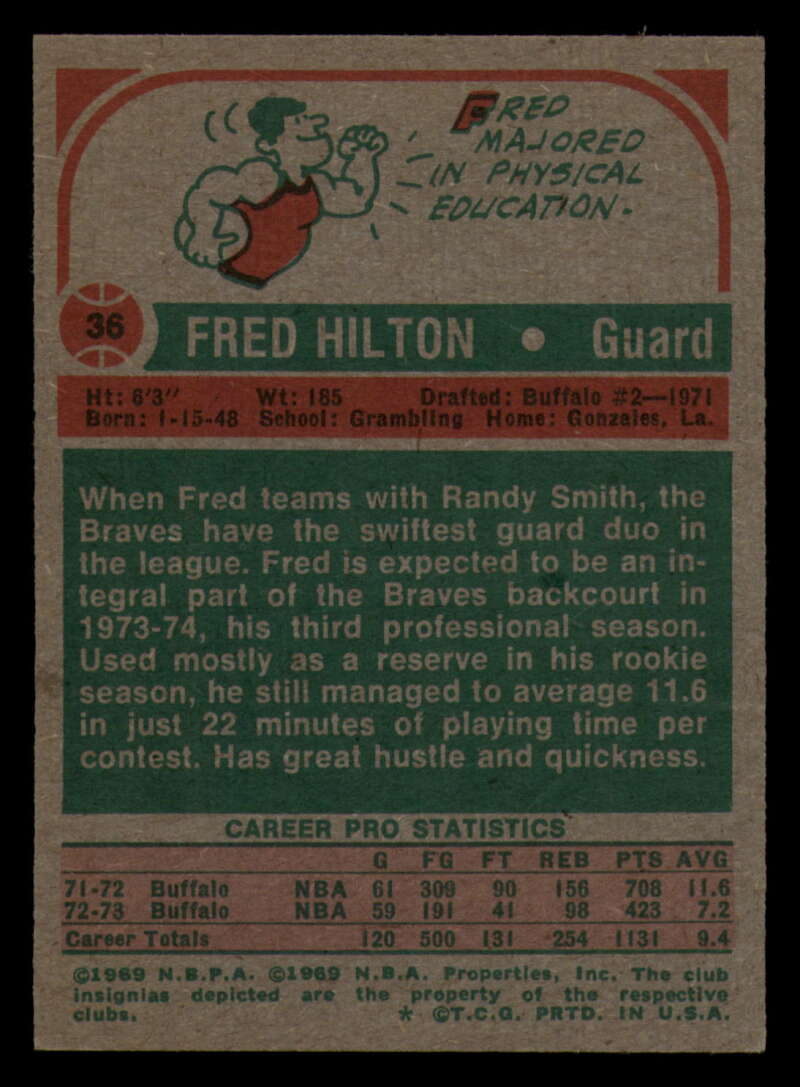 FRED
MAJORED
IN PHYSICAL
EDUCATION.
36
FRED HILTON • Guard
Ht: 6'3" Wt: 185 Drafted: Buffalo #2—1971
Born: 1-15-48 School: Grambling Home: Gonzales, La.
When Fred teams with Randy Smith, the
Braves have the swiftest guard duo in
the league. Fred is expected to be an in-
tegral part of the Braves backcourt in
1973-74, his third professional season.
Used mostly as a reserve in his rookie
season, he still managed to average 11.6
in just 22 minutes of playing time per
contest. Has great hustle and quickness.
CAREER PRO STATISTICS
G FG FT REB PTS AVG
71-72 Buffalo NBA 61 309 90 156 708 11.6
72-73 Buffalo NBA 59 191 41 98 423 7.2
Career Totals 120 500 131 254 1131 9.4
©1969 N.B.P.A. ©1969 N.B.A. Properties, Inc. The club
insignias depicted are the property of the respective
clubs. * ©T.C.G. PRTD. IN U.S.A.